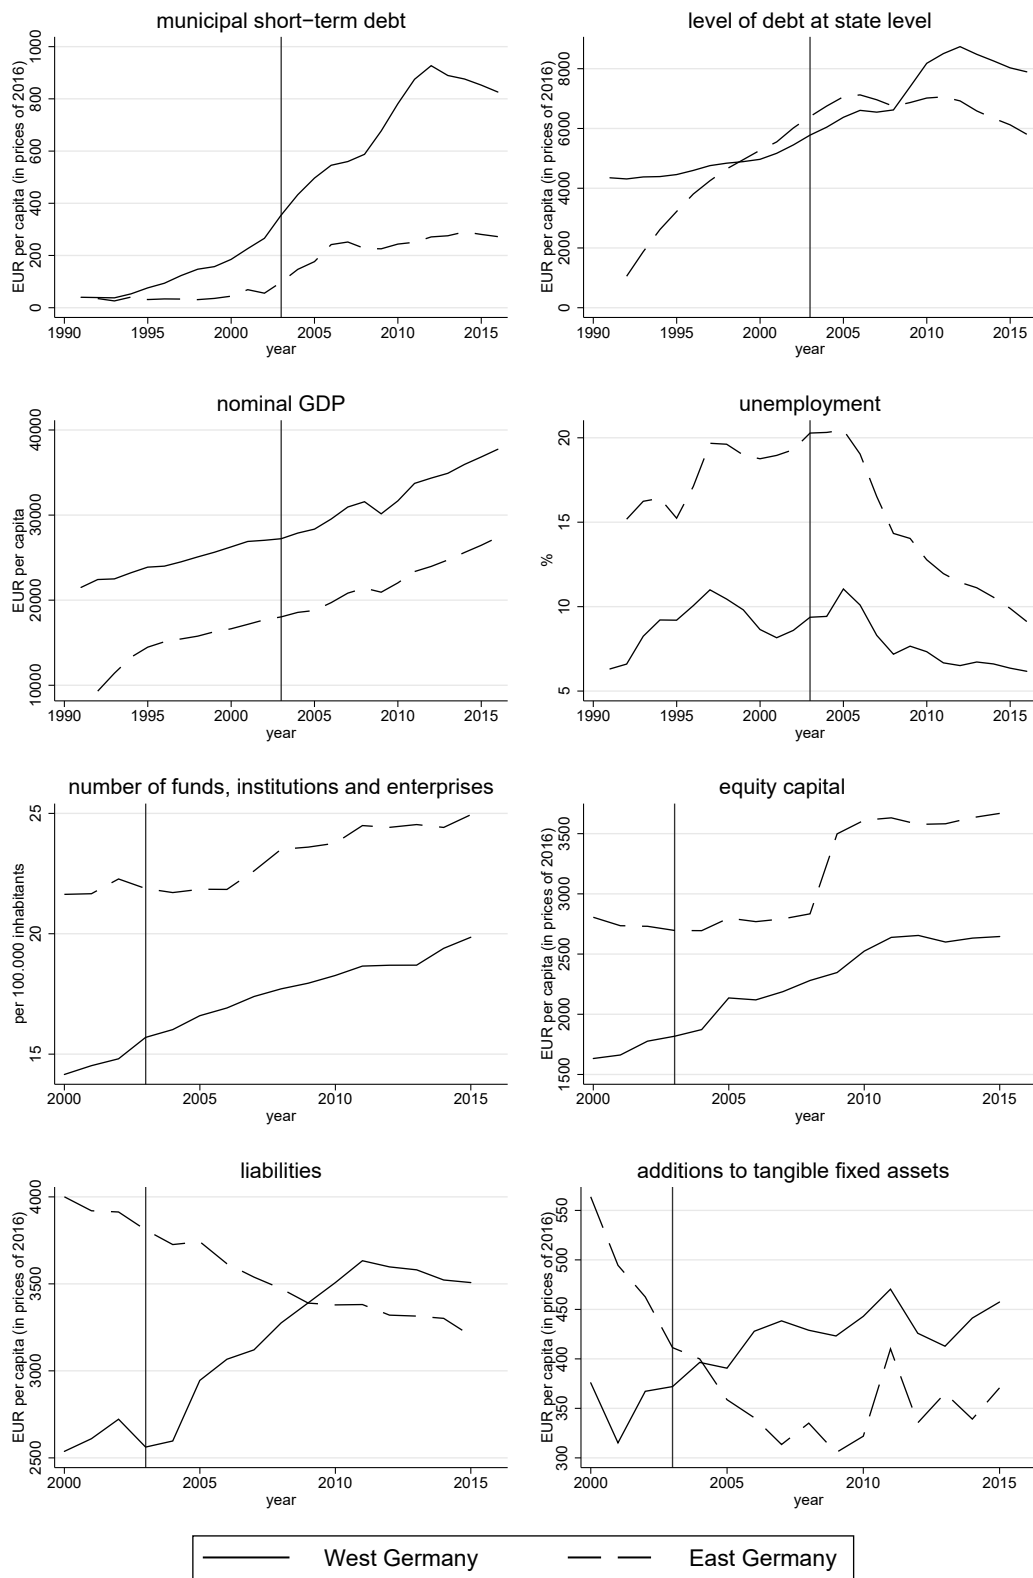 municipal short−term debt
EUR per capita (in prices of 2016)
0 200 400 600 800 1000
1990 1995 2000 2005 2010 2015
year
level of debt at state level
EUR per capita (in prices of 2016)
0 2000 4000 6000 8000
1990 1995 2000 2005 2010 2015
year
nominal GDP
EUR per capita
10000 20000 30000 40000
1990 1995 2000 2005 2010 2015
year
unemployment
%
5 10 15 20
1990 1995 2000 2005 2010 2015
year
number of funds, institutions and enterprises
per 100.000 inhabitants
15 20 25
2000 2005 2010 2015
year
equity capital
EUR per capita (in prices of 2016)
1500 2000 2500 3000 3500
2000 2005 2010 2015
year
liabilities
EUR per capita (in prices of 2016)
2500 3000 3500 4000
2000 2005 2010 2015
year
additions to tangible fixed assets
EUR per capita (in prices of 2016)
300 350 400 450 500 550
2000 2005 2010 2015
year
West Germany East Germany